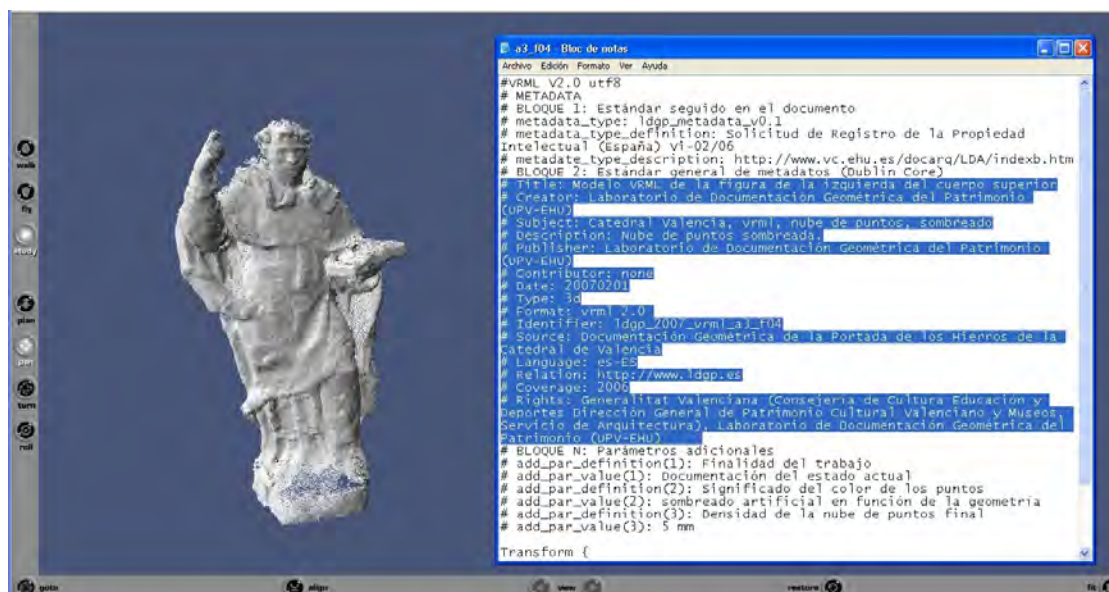 walk
fly
study
plan
pan
turn
roll
a3_f04 - Bloc de notas
Archivo Edición Formato Ver Ayuda
#VRML V2.0 utf8
# METADATA
# BLOQUE 1: Estándar seguido en el documento
# metadata_type: ldgp_metadata_v0.1
# metadata_type_definition: Solicitud de Registro de la Propiedad
Intelectual (España) vi-02/06
# metadate_type_description: http://www.vc.ehu.es/docarq/LDA/indexb.htm
# BLOQUE 2: Estándar general de metadatos (Dublin Core)
# Title: Modelo VRML de la figura de la izquierda del cuerpo superior
# Creator: Laboratorio de Documentación Geométrica del Patrimonio
(UPV-EHU)
# Subject: Catedral Valencia, vrml, nube de puntos, sombreado
# Description: Nube de puntos sombreada.
# Publisher: Laboratorio de Documentación Geométrica del Patrimonio
(UPV-EHU)
# Contributor: none
# Date: 20070201
# Type: 3d
# Format: vrml 2.0
# Identifier: ldgp_2007_vrml_a3_f04
# Source: Documentación Geométrica de la Portada de los Hierros de la
Catedral de Valencia
# Language: es-ES
# Relation: http://www.ldgp.es
# Coverage: 2006
# Rights: Generalitat Valenciana (Consejería de Cultura Educación y
Deportes Dirección General de Patrimonio Cultural Valenciano y Museos,
Servicio de Arquitectura), Laboratorio de Documentación Geométrica del
Patrimonio (UPV-EHU)
# BLOQUE N: Parámetros adicionales
# add_par_definition(1): Finalidad del trabajo
# add_par_value(1): Documentación del estado actual
# add_par_definition(2): Significado del color de los puntos
# add_par_value(2): sombreado artificial en función de la geometría
# add_par_definition(3): Densidad de la nube de puntos final
# add_par_value(3): 5 mm
Transform {
goto align view restore fit